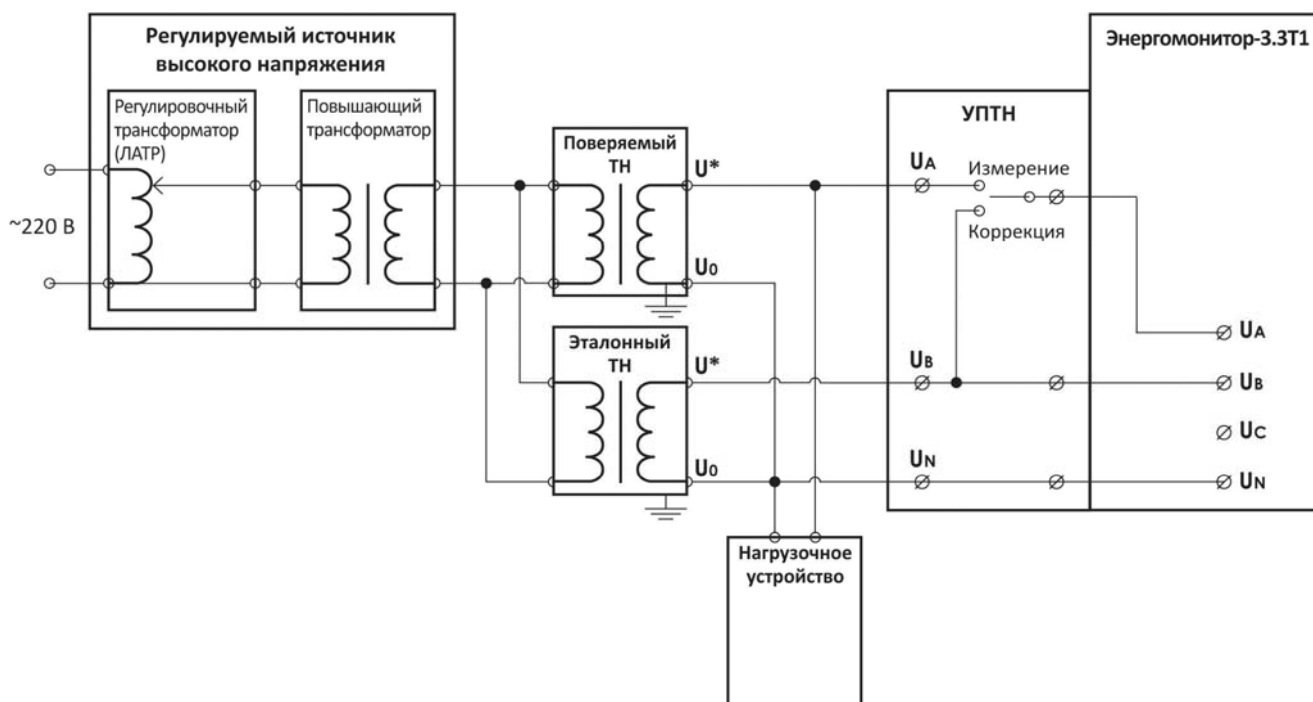 Регулируемый источник
высокого напряжения
Регулировочный
трансформатор
(ЛАТР)
Повышающий
трансформатор
~220 В
Поверяемый
ТН
U*
U0
Эталонный
ТН
U*
U0
Нагрузочное
устройство
УПТН
UA
Измерение
Коррекция
UB
UN
Энергомонитор-3.3Т1
UA
UB
UC
UN